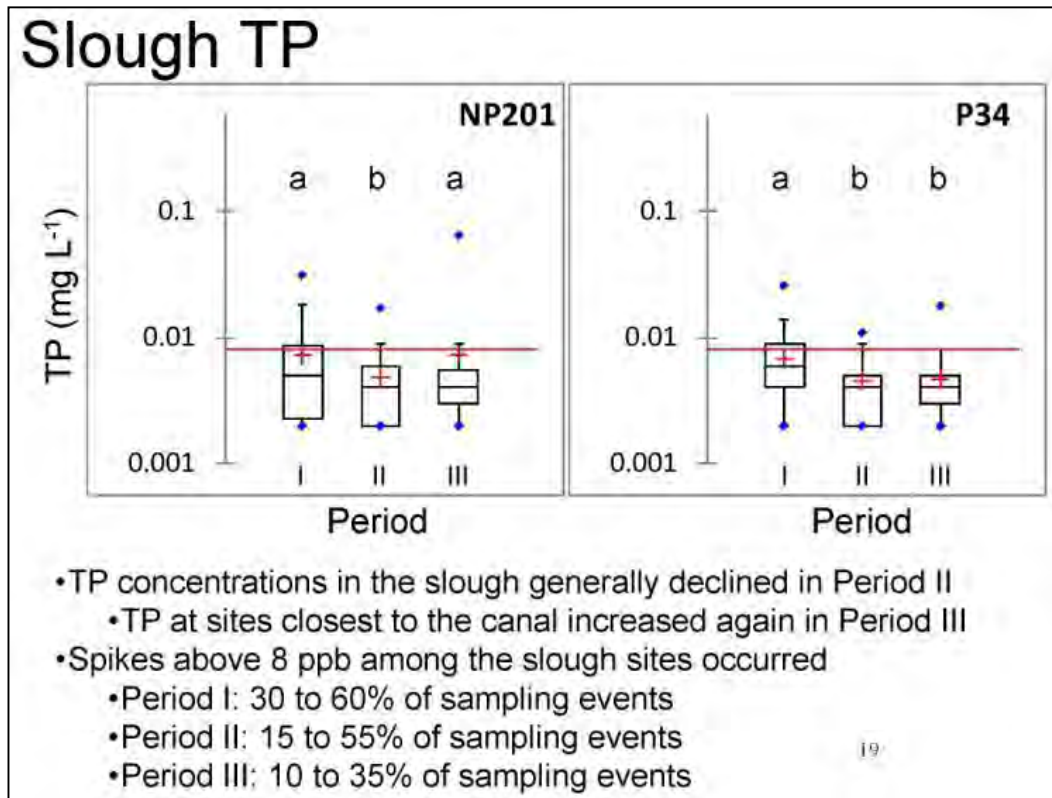 Slough TP
NP201
a b a
TP (mg L⁻¹)
0.1
0.01
0.001
I II III
Period
P34
a b b
0.1
0.01
0.001
I II III
Period
•TP concentrations in the slough generally declined in Period II
•TP at sites closest to the canal increased again in Period III
•Spikes above 8 ppb among the slough sites occurred
•Period I: 30 to 60% of sampling events
•Period II: 15 to 55% of sampling events
•Period III: 10 to 35% of sampling events
19